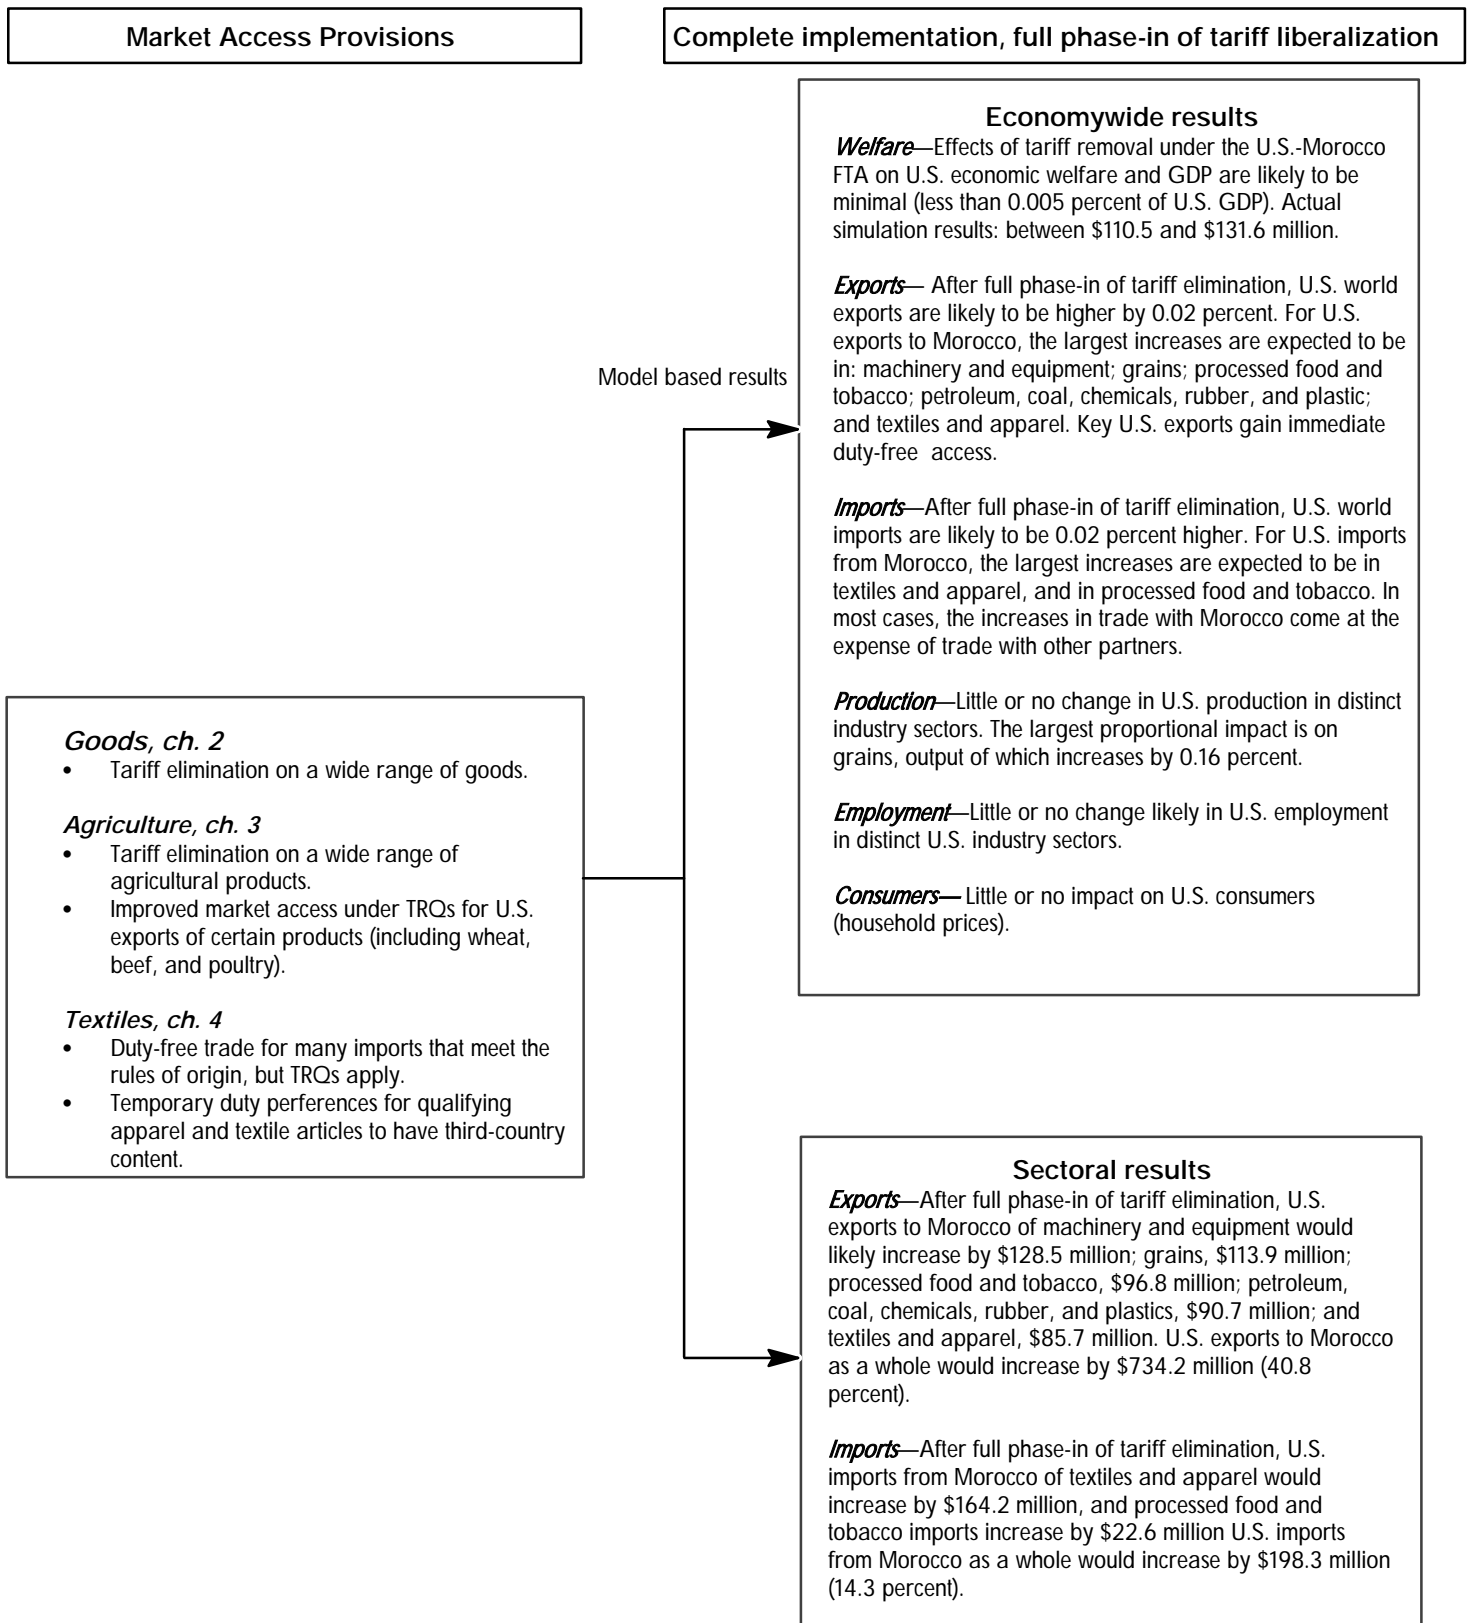 Market Access Provisions
Complete implementation, full phase-in of tariff liberalization
Economywide results
Welfare—Effects of tariff removal under the U.S.-Morocco
FTA on U.S. economic welfare and GDP are likely to be
minimal (less than 0.005 percent of U.S. GDP). Actual
simulation results: between $110.5 and $131.6 million.
Exports— After full phase-in of tariff elimination, U.S. world
exports are likely to be higher by 0.02 percent. For U.S.
exports to Morocco, the largest increases are expected to be
in: machinery and equipment; grains; processed food and
tobacco; petroleum, coal, chemicals, rubber, and plastic;
and textiles and apparel. Key U.S. exports gain immediate
duty-free access.
Imports—After full phase-in of tariff elimination, U.S. world
imports are likely to be 0.02 percent higher. For U.S. imports
from Morocco, the largest increases are expected to be in
textiles and apparel, and in processed food and tobacco. In
most cases, the increases in trade with Morocco come at the
expense of trade with other partners.
Production—Little or no change in U.S. production in distinct
industry sectors. The largest proportional impact is on
grains, output of which increases by 0.16 percent.
Employment—Little or no change likely in U.S. employment
in distinct U.S. industry sectors.
Consumers— Little or no impact on U.S. consumers
(household prices).
Model based results
Goods, ch. 2
• Tariff elimination on a wide range of goods.
Agriculture, ch. 3
• Tariff elimination on a wide range of
agricultural products.
• Improved market access under TRQs for U.S.
exports of certain products (including wheat,
beef, and poultry).
Textiles, ch. 4
• Duty-free trade for many imports that meet the
rules of origin, but TRQs apply.
• Temporary duty perferences for qualifying
apparel and textile articles to have third-country
content.
Sectoral results
Exports—After full phase-in of tariff elimination, U.S.
exports to Morocco of machinery and equipment would
likely increase by $128.5 million; grains, $113.9 million;
processed food and tobacco, $96.8 million; petroleum,
coal, chemicals, rubber, and plastics, $90.7 million; and
textiles and apparel, $85.7 million. U.S. exports to Morocco
as a whole would increase by $734.2 million (40.8
percent).
Imports—After full phase-in of tariff elimination, U.S.
imports from Morocco of textiles and apparel would
increase by $164.2 million, and processed food and
tobacco imports increase by $22.6 million U.S. imports
from Morocco as a whole would increase by $198.3 million
(14.3 percent).